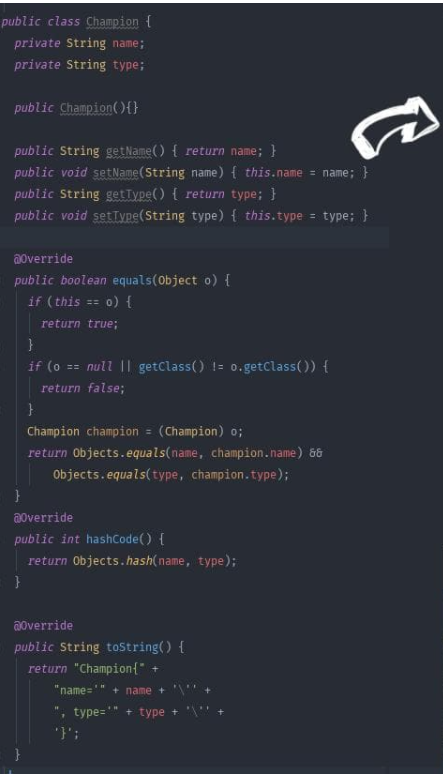 public class Champion {
private String name;
private String type;
public Champion(){}
public String getName() { return name; }
public void setName(String name) { this.name = name; }
public String getType() { return type; }
public void setType(String type) { this.type = type; }
@Override
public boolean equals(Object o) {
if (this == o) {
return true;
}
if (o == null || getClass() != o.getClass()) {
return false;
}
Champion champion = (Champion) o;
return Objects.equals(name, champion.name) &&
Objects.equals(type, champion.type);
}
@Override
public int hashCode() {
return Objects.hash(name, type);
}
@Override
public String toString() {
return "Champion{" +
"name='" + name + '\'' +
", type='" + type + '\'' +
'}';
}